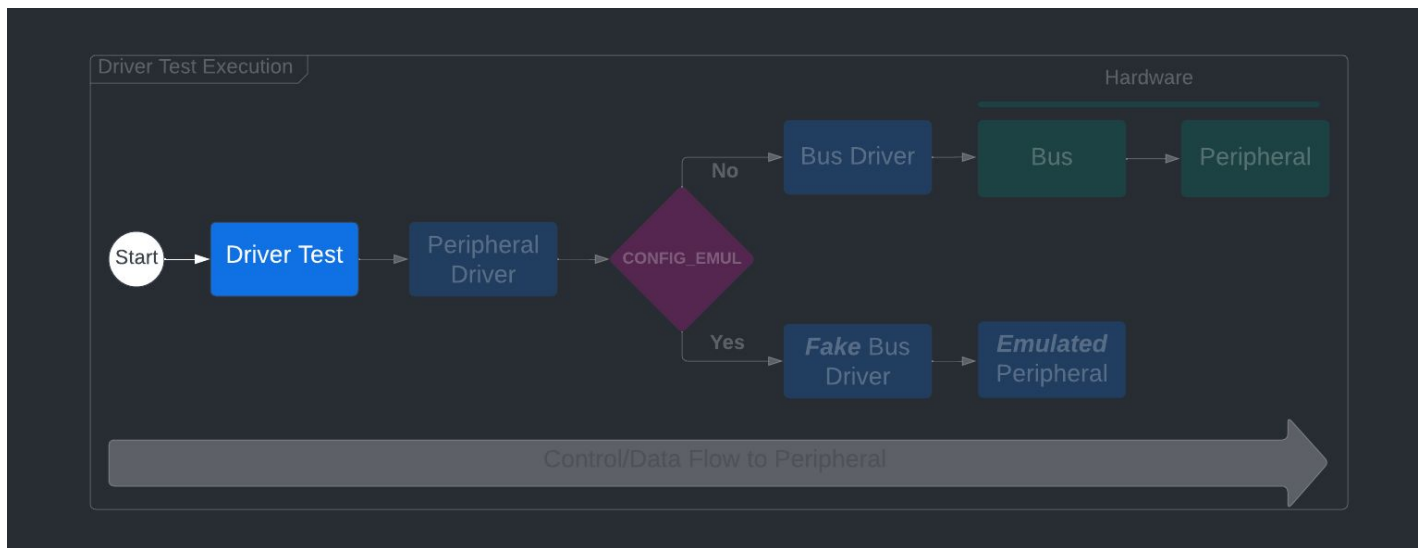 Driver Test Execution
Hardware
Bus Driver
Bus
Peripheral
No
Start
Driver Test
Peripheral
Driver
CONFIG_EMUL
Yes
Fake Bus
Driver
Emulated
Peripheral
Control/Data Flow to Peripheral